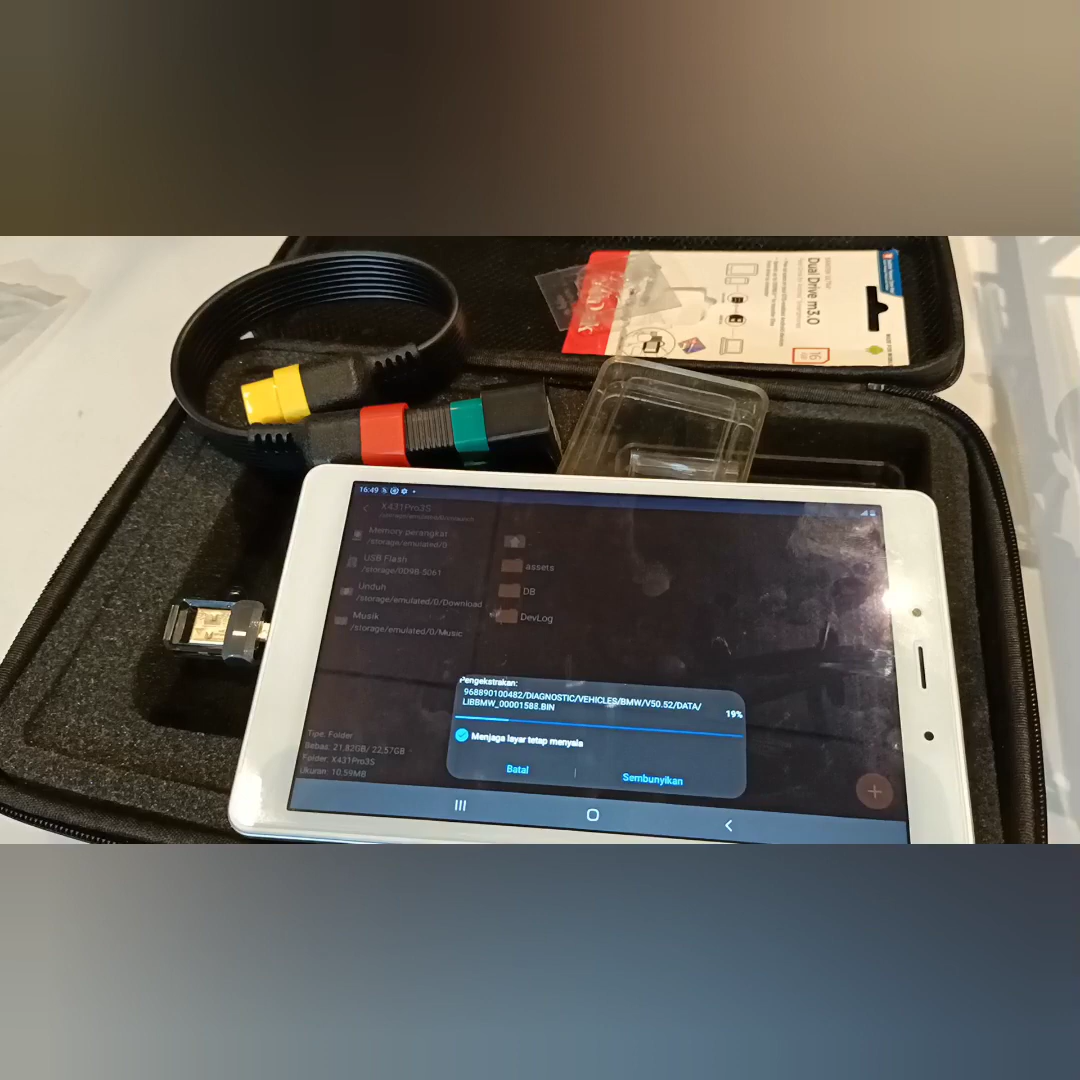 Dual Drive m3.0
16
GB
16:49
X431Pro3S
Memory perangkat
/storage/emulated/0
USB Flash
/storage/0D9B-5061
Unduh
/storage/emulated/0/Download
Musik
/storage/emulated/0/Music
assets
DB
DevLog
Pengekstrakan:
968890100482/DIAGNOSTIC/VEHICLES/BMW/V50.52/DATA/
LIBBMW_00001588.BIN
19%
Menjaga layar tetap menyala
Batal
Sembunyikan
Tipe: Folder
Bebas: 21,82GB/ 22,57GB
Folder: X431Pro3S
Ukuran: 10,59MB